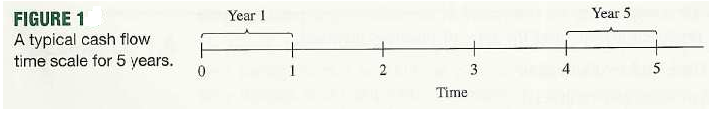 FIGURE 1
A typical cash flow
time scale for 5 years.
Year 1
Year 5
0 1 2 3 4 5
Time